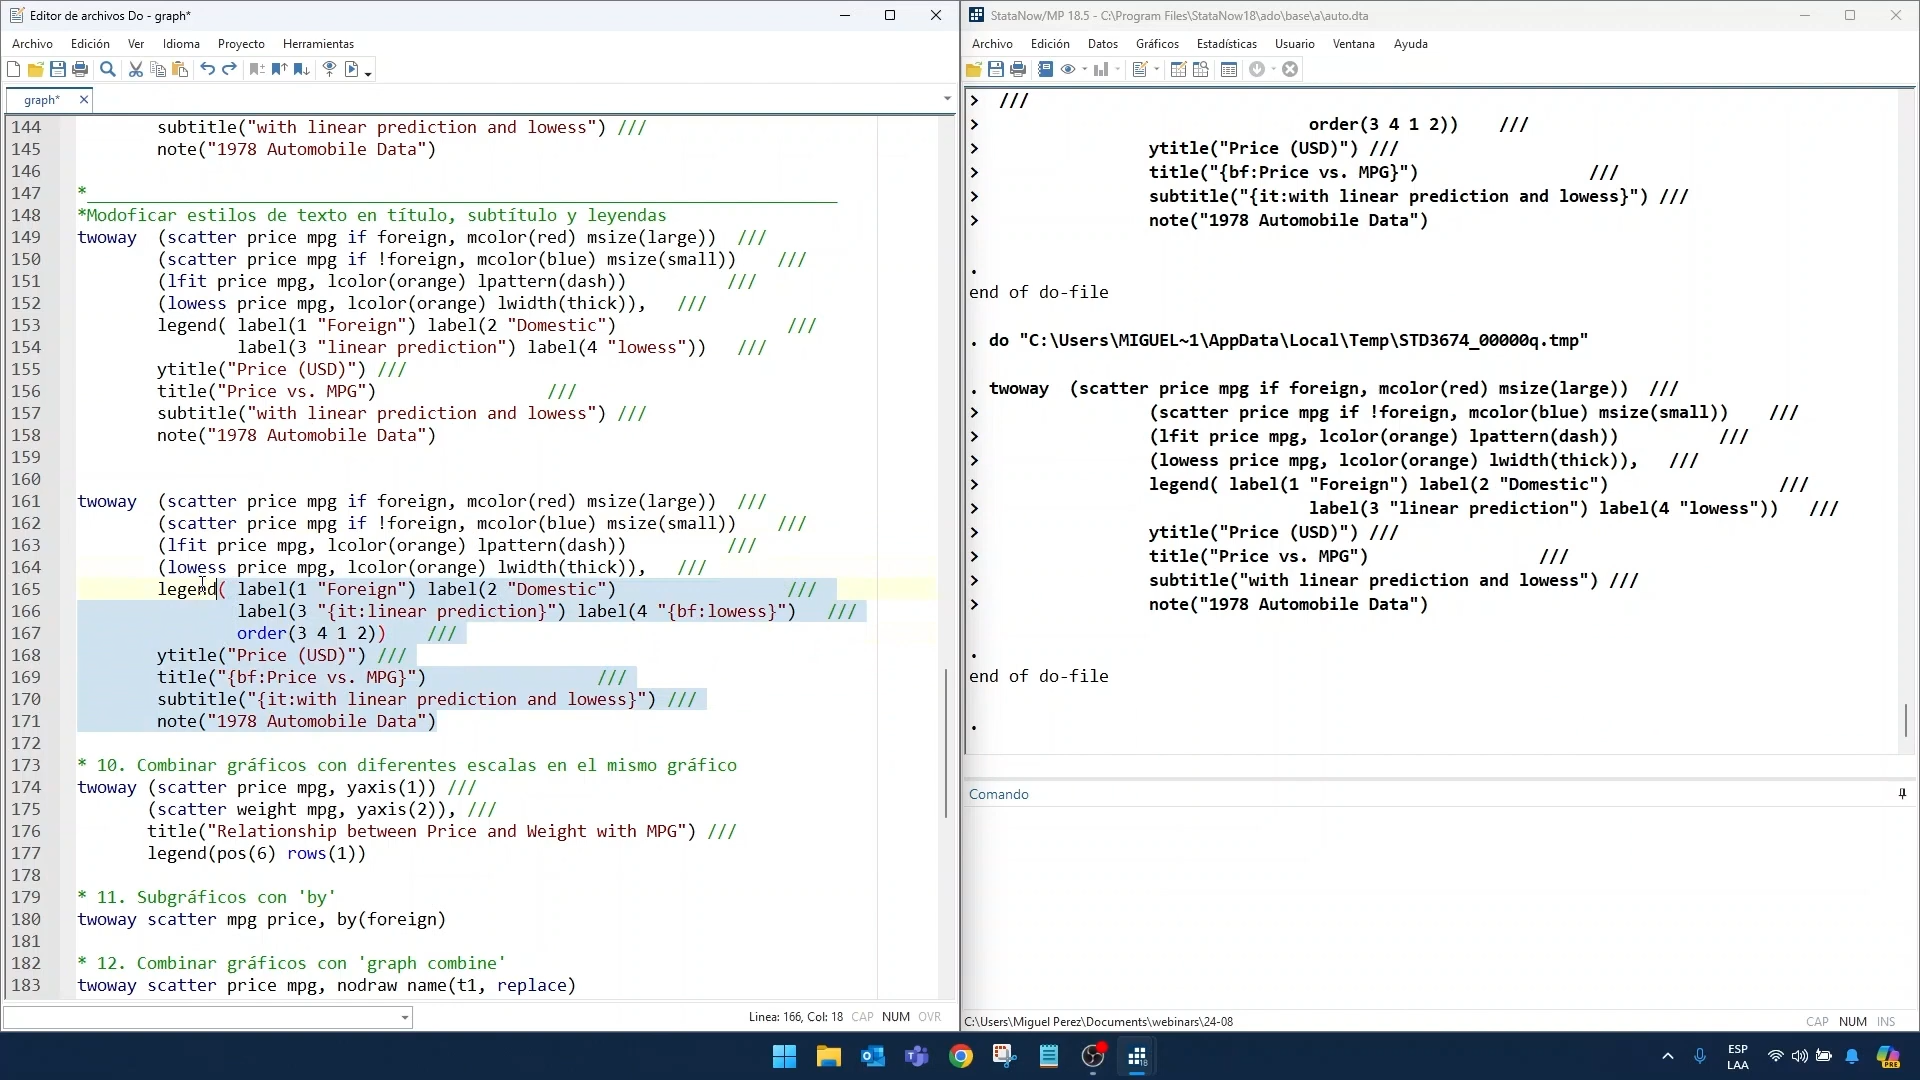 Editor de archivos Do - graph*
Archivo Edición Ver Idioma Proyecto Herramientas
graph*
144 subtitle("with linear prediction and lowess") ///
145 note("1978 Automobile Data")
146
147 *____________________________________________________________________________
148 *Modoficar estilos de texto en título, subtítulo y leyendas
149 twoway (scatter price mpg if foreign, mcolor(red) msize(large)) ///
150 (scatter price mpg if !foreign, mcolor(blue) msize(small)) ///
151 (lfit price mpg, lcolor(orange) lpattern(dash)) ///
152 (lowess price mpg, lcolor(orange) lwidth(thick)), ///
153 legend( label(1 "Foreign") label(2 "Domestic") ///
154 label(3 "linear prediction") label(4 "lowess")) ///
155 ytitle("Price (USD)") ///
156 title("Price vs. MPG") ///
157 subtitle("with linear prediction and lowess") ///
158 note("1978 Automobile Data")
159
160
161 twoway (scatter price mpg if foreign, mcolor(red) msize(large)) ///
162 (scatter price mpg if !foreign, mcolor(blue) msize(small)) ///
163 (lfit price mpg, lcolor(orange) lpattern(dash)) ///
164 (lowess price mpg, lcolor(orange) lwidth(thick)), ///
165 legend( label(1 "Foreign") label(2 "Domestic") ///
166 label(3 "{it:linear prediction}") label(4 "{bf:lowess}") ///
167 order(3 4 1 2)) ///
168 ytitle("Price (USD)") ///
169 title("{bf:Price vs. MPG}") ///
170 subtitle("{it:with linear prediction and lowess}") ///
171 note("1978 Automobile Data")
172
173 * 10. Combinar gráficos con diferentes escalas en el mismo gráfico
174 twoway (scatter price mpg, yaxis(1)) ///
175 (scatter weight mpg, yaxis(2)), ///
176 title("Relationship between Price and Weight with MPG") ///
177 legend(pos(6) rows(1))
178
179 * 11. Subgráficos con 'by'
180 twoway scatter mpg price, by(foreign)
181
182 * 12. Combinar gráficos con 'graph combine'
183 twoway scatter price mpg, nodraw name(t1, replace)
Linea: 166, Col: 18 CAP NUM OVR
StataNow/MP 18.5 - C:\Program Files\StataNow18\ado\base\a\auto.dta
Archivo Edición Datos Gráficos Estadísticas Usuario Ventana Ayuda
> ///
> order(3 4 1 2)) ///
> ytitle("Price (USD)") ///
> title("{bf:Price vs. MPG}") ///
> subtitle("{it:with linear prediction and lowess}") ///
> note("1978 Automobile Data")
.
end of do-file
. do "C:\Users\MIGUEL~1\AppData\Local\Temp\STD3674_00000q.tmp"
. twoway (scatter price mpg if foreign, mcolor(red) msize(large)) ///
> (scatter price mpg if !foreign, mcolor(blue) msize(small)) ///
> (lfit price mpg, lcolor(orange) lpattern(dash)) ///
> (lowess price mpg, lcolor(orange) lwidth(thick)), ///
> legend( label(1 "Foreign") label(2 "Domestic") ///
> label(3 "linear prediction") label(4 "lowess")) ///
> ytitle("Price (USD)") ///
> title("Price vs. MPG") ///
> subtitle("with linear prediction and lowess") ///
> note("1978 Automobile Data")
.
end of do-file
.
Comando
C:\Users\Miguel Perez\Documents\webinars\24-08
CAP NUM INS
ESP
LAA